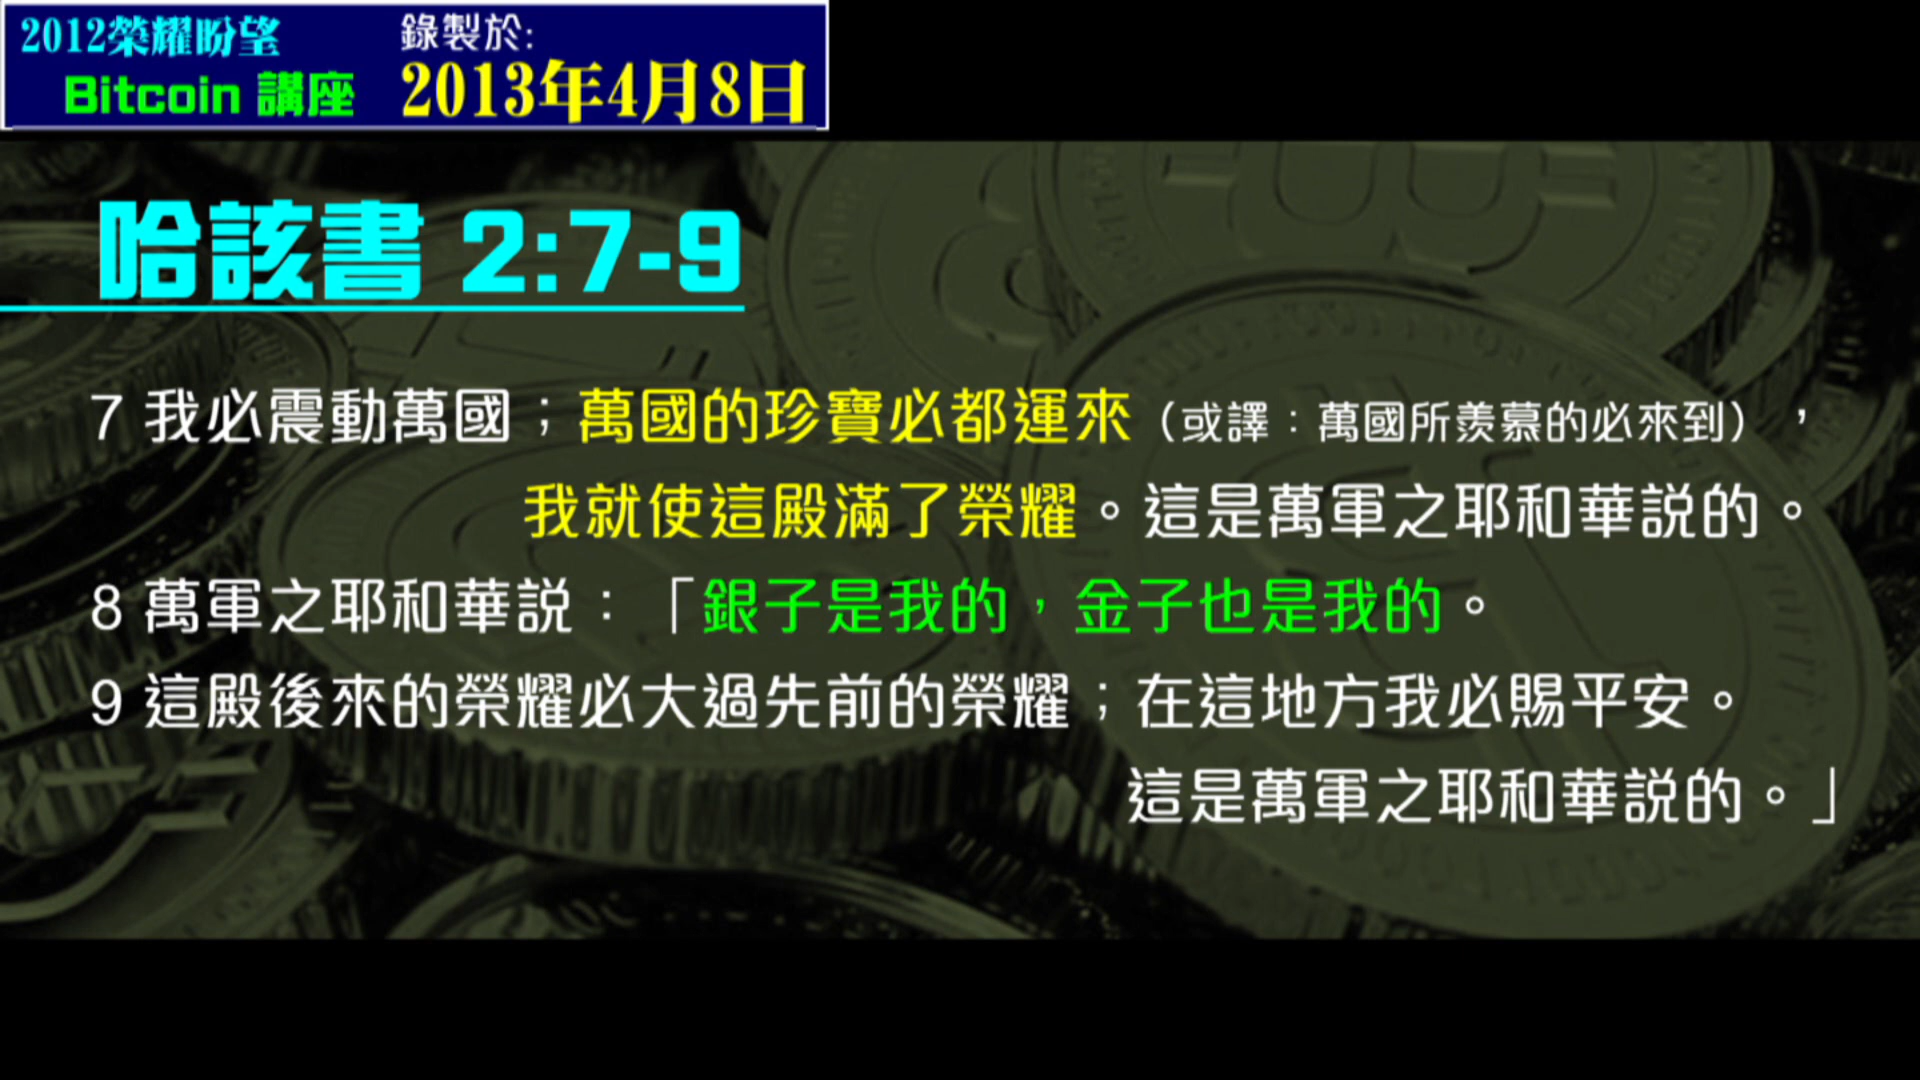 2012榮耀盼望
Bitcoin 講座
錄製於:
2013年4月8日
哈該書 2:7-9
7 我必震動萬國；萬國的珍寶必都運來（或譯：萬國所羨慕的必來到），
我就使這殿滿了榮耀。這是萬軍之耶和華説的。
8 萬軍之耶和華説：「銀子是我的，金子也是我的。
9 這殿後來的榮耀必大過先前的榮耀；在這地方我必賜平安。
這是萬軍之耶和華説的。」